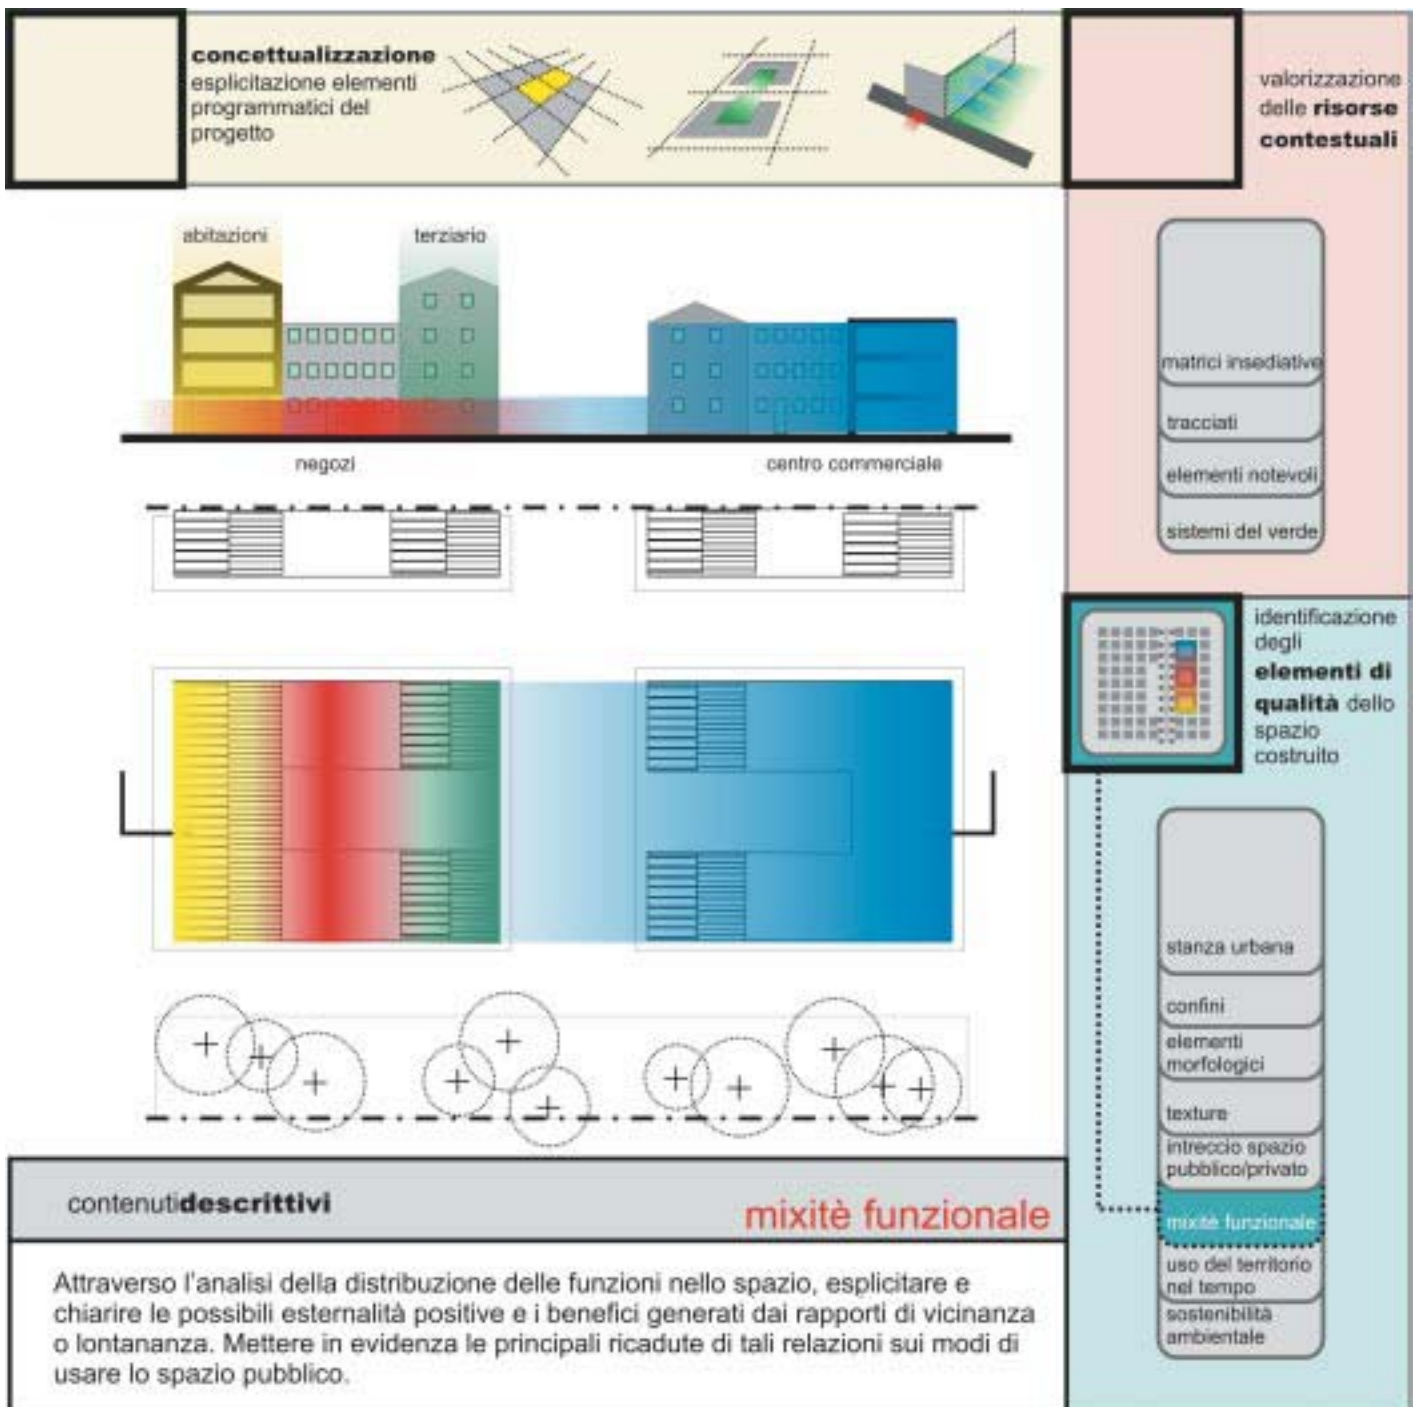 concettualizzazione
esplicitazione elementi
programmatici del
progetto
valorizzazione
delle risorse
contestuali
abitazioni
terziario
negozi
centro commerciale
matrici insediative
tracciati
elementi notevoli
sistemi del verde
identificazione
degli
elementi di
qualità dello
spazio
costruito
stanza urbana
confini
elementi
morfologici
texture
intreccio spazio
pubblico/privato
mixitè funzionale
uso del territorio
nel tempo
sostenibilità
ambientale
contenutidescrittivi
mixitè funzionale
Attraverso l'analisi della distribuzione delle funzioni nello spazio, esplicitare e
chiarire le possibili esternalità positive e i benefici generati dai rapporti di vicinanza
o lontananza. Mettere in evidenza le principali ricadute di tali relazioni sui modi di
usare lo spazio pubblico.